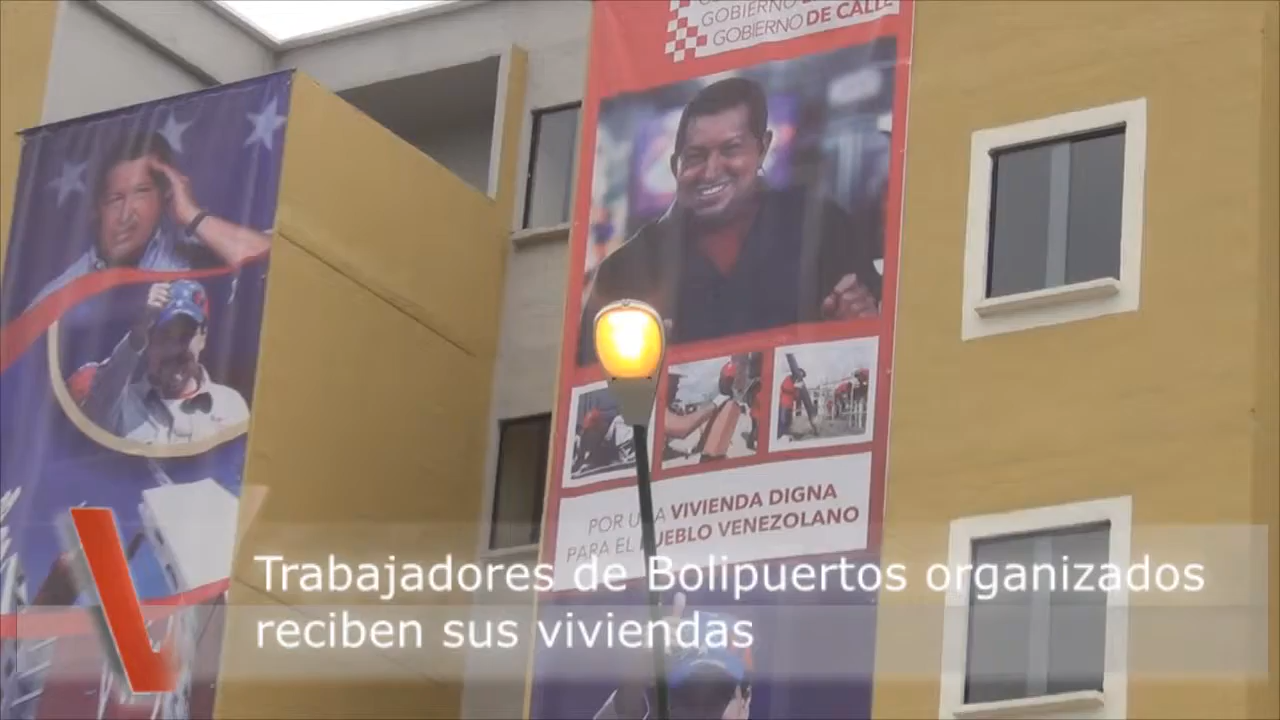 GOBIERNO
GOBIERNO DE CALLE
POR UNA VIVIENDA DIGNA
PARA EL PUEBLO VENEZOLANO
Trabajadores de Bolipuertos organizados
reciben sus viviendas